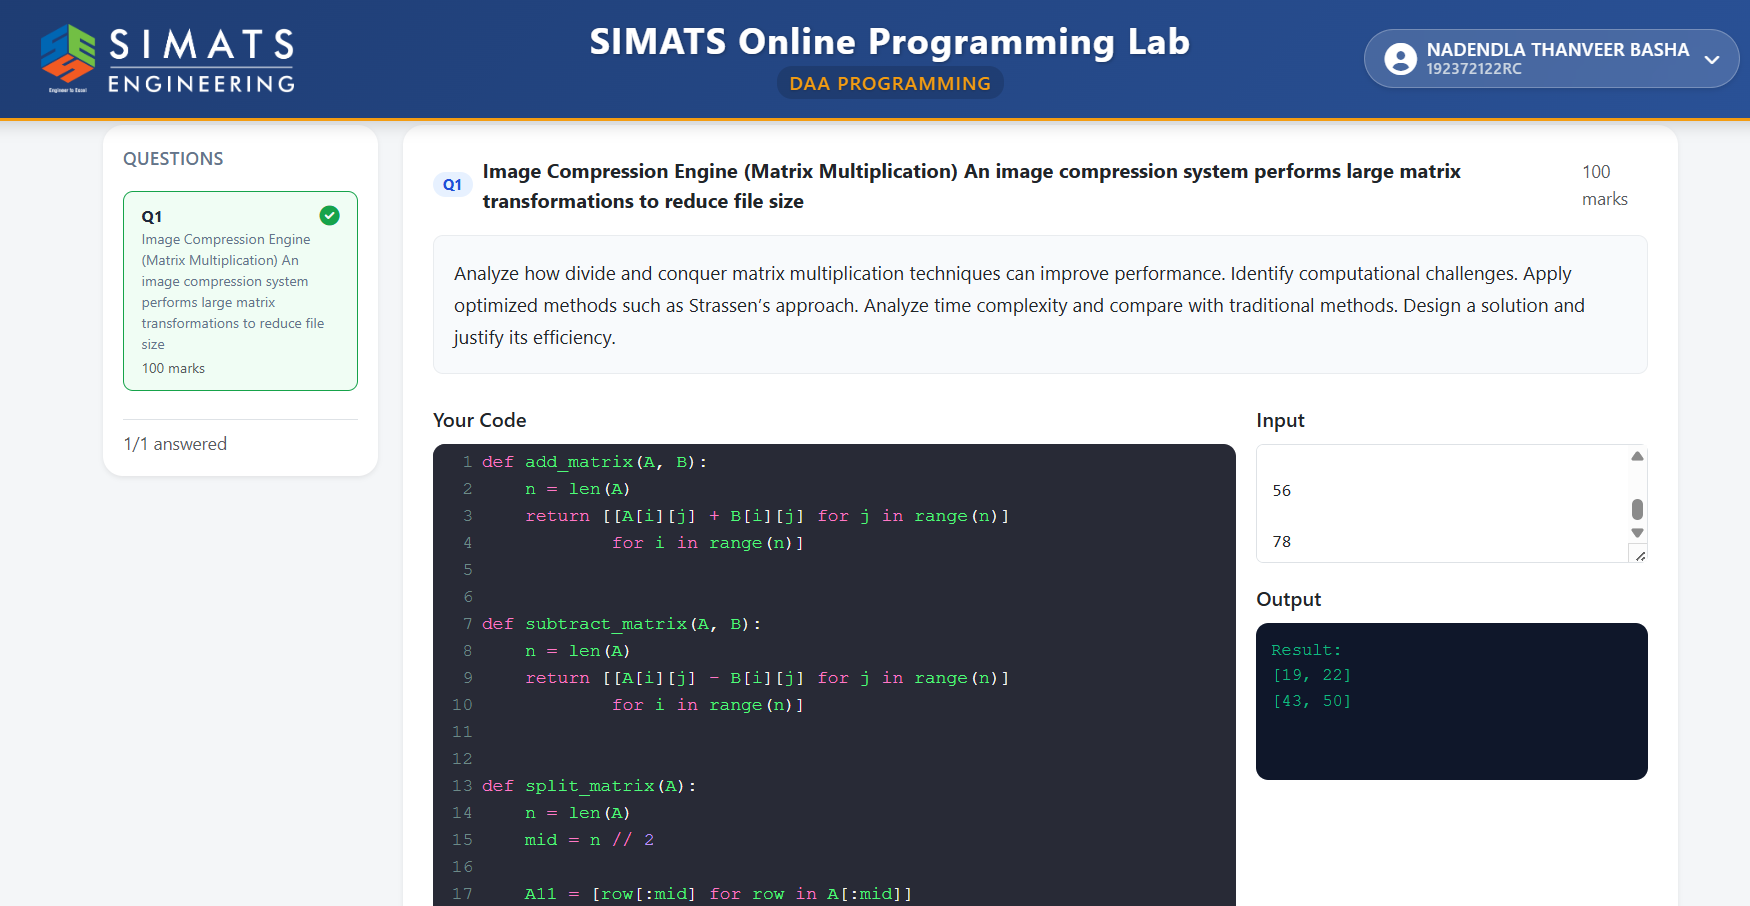 SIMATS
ENGINEERING
Engineer to Excel
SIMATS Online Programming Lab
DAA PROGRAMMING
NADENDLA THANVEER BASHA
192372122RC
QUESTIONS
Q1
Image Compression Engine
(Matrix Multiplication) An
image compression system
performs large matrix
transformations to reduce file
size
100 marks
1/1 answered
Q1
Image Compression Engine (Matrix Multiplication) An image compression system performs large matrix
transformations to reduce file size
100
marks
Analyze how divide and conquer matrix multiplication techniques can improve performance. Identify computational challenges. Apply
optimized methods such as Strassen’s approach. Analyze time complexity and compare with traditional methods. Design a solution and
justify its efficiency.
Your Code
1 def add_matrix(A, B):
2     n = len(A)
3     return [[A[i][j] + B[i][j] for j in range(n)]
4             for i in range(n)]
5
6
7 def subtract_matrix(A, B):
8     n = len(A)
9     return [[A[i][j] - B[i][j] for j in range(n)]
10             for i in range(n)]
11
12
13 def split_matrix(A):
14     n = len(A)
15     mid = n // 2
16
17     A11 = [row[:mid] for row in A[:mid]]
Input
56
78
Output
Result:
[19, 22]
[43, 50]